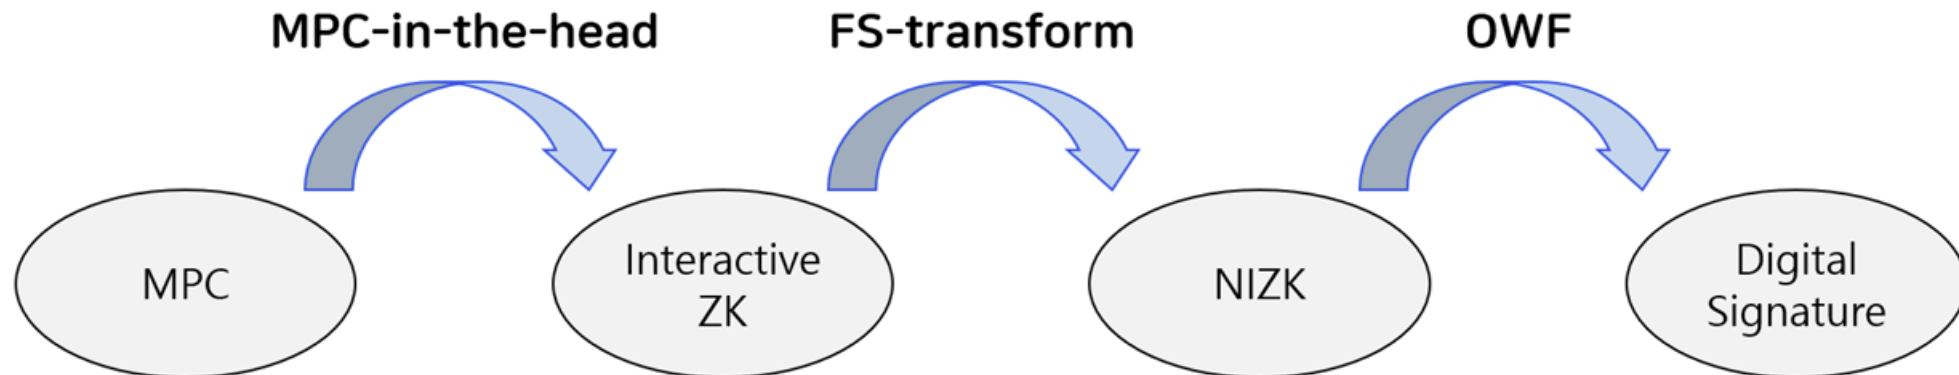 MPC-in-the-head
FS-transform
OWF
MPC
Interactive
ZK
NIZK
Digital
Signature